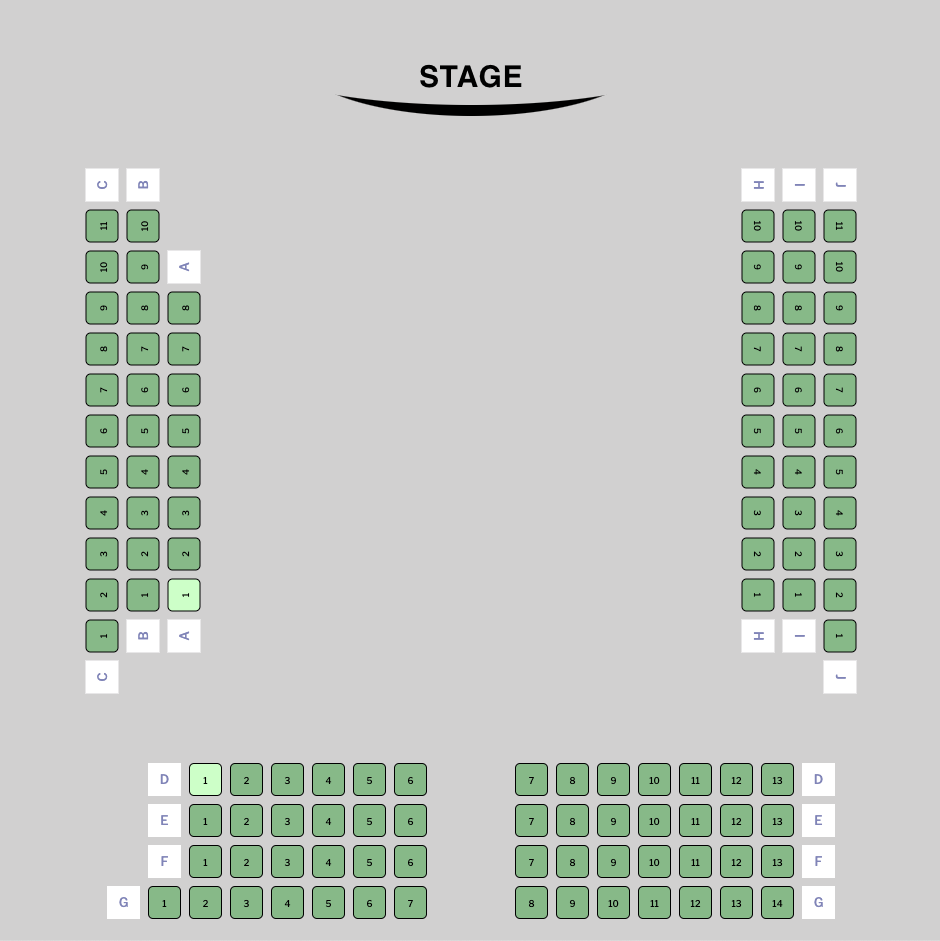 STAGE
C B H I J
11 10 10 10 11
10 9 A 9 9 10
9 8 8 8 8 9
8 7 7 7 7 8
7 6 6 6 6 7
6 5 5 5 5 6
5 4 4 4 4 5
4 3 3 3 3 4
3 2 2 2 2 3
2 1 1 1 1 2
1 B A H I 1
C J
D 1 2 3 4 5 6 7 8 9 10 11 12 13 D
E 1 2 3 4 5 6 7 8 9 10 11 12 13 E
F 1 2 3 4 5 6 7 8 9 10 11 12 13 F
G 1 2 3 4 5 6 7 8 9 10 11 12 13 14 G